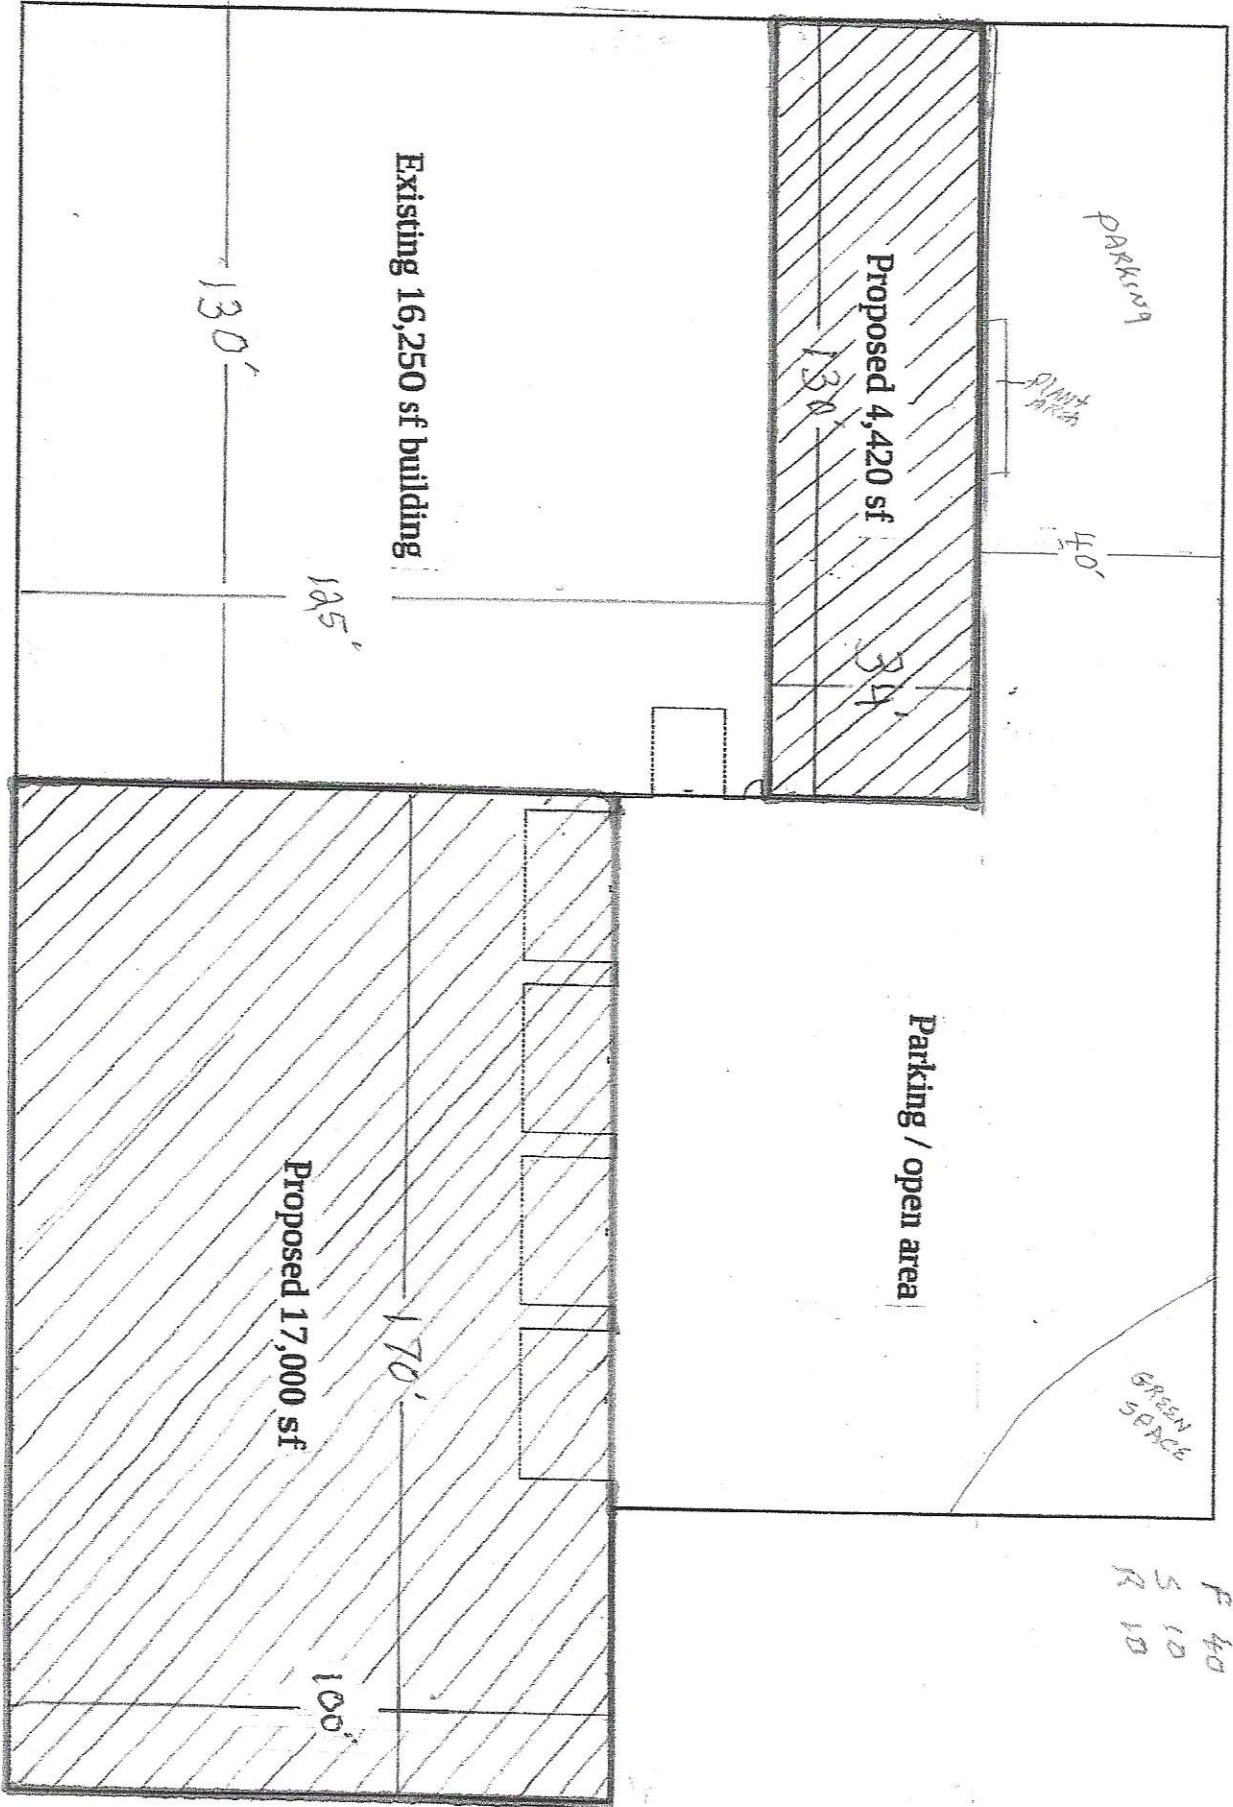 PARKING
PLANT
AREA
40'
Proposed 4,420 sf
130'
34'
Existing 16,250 sf building
130'
125'
Parking / open area
GREEN
SPACE
F 40
S 10
R 10
Proposed 17,000 sf
170'
100'